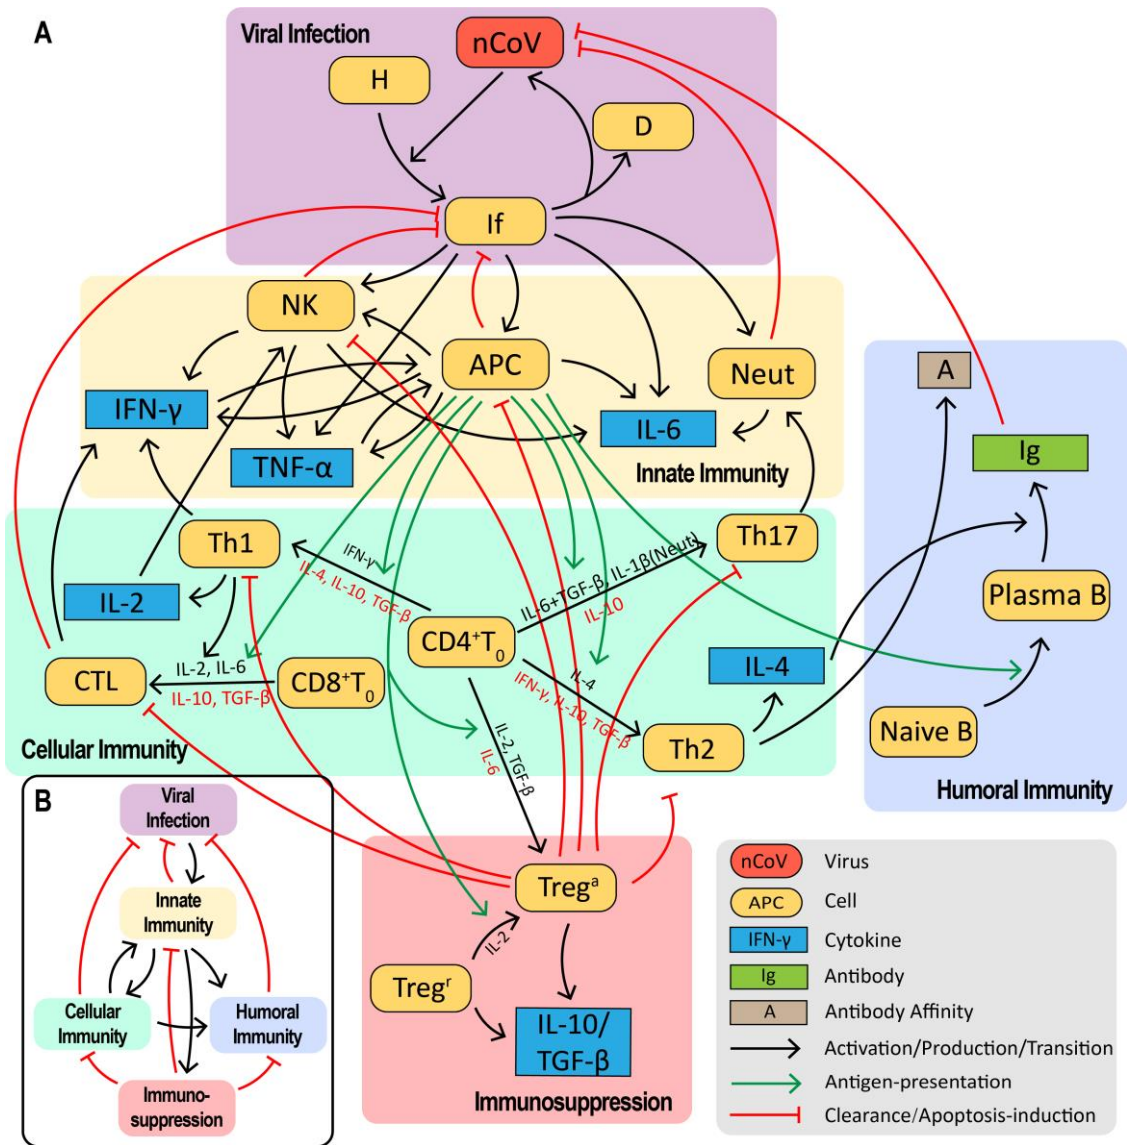 A
Viral Infection
nCoV
H
D
If
NK
APC
Neut
IFN-γ
TNF-α
IL-6
Innate Immunity
A
Ig
Plasma B
Naive B
Humoral Immunity
Th1
IFN-γ
IL-4, IL-10, TGF-β
IL-6+TGF-β, IL-1β(Neut)
IL-10
Th17
IL-2
CD4⁺T₀
CTL
IL-2, IL-6
IL-10, TGF-β
CD8⁺T₀
IL-4
IFN-γ, IL-10, TGF-β
IL-4
Th2
IL-2, TGF-β
IL-6
Cellular Immunity
B
Viral
Infection
Innate
Immunity
Cellular
Immunity
Humoral
Immunity
Immuno-
suppression
Tregᵃ
IL-2
Tregʳ
IL-10/
TGF-β
Immunosuppression
nCoV Virus
APC Cell
IFN-γ Cytokine
Ig Antibody
A Antibody Affinity
Activation/Production/Transition
Antigen-presentation
Clearance/Apoptosis-induction